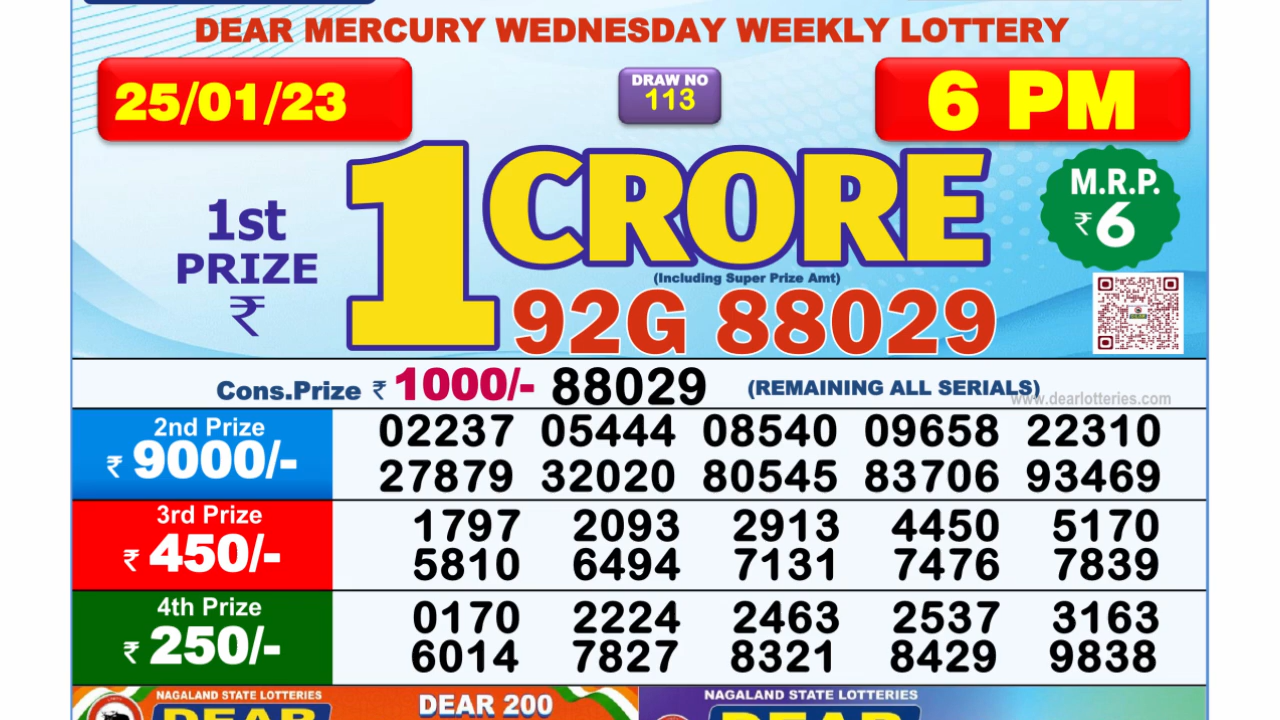 DEAR MERCURY WEDNESDAY WEEKLY LOTTERY
25/01/23
DRAW NO
113
6 PM
1st
PRIZE
₹
1 CRORE
(Including Super Prize Amt)
92G 88029
M.R.P.
₹6
Cons.Prize ₹ 1000/- 88029 (REMAINING ALL SERIALS)
www.dearlotteries.com
2nd Prize
₹ 9000/-
02237 05444 08540 09658 22310
27879 32020 80545 83706 93469
3rd Prize
₹ 450/-
1797 2093 2913 4450 5170
5810 6494 7131 7476 7839
4th Prize
₹ 250/-
0170 2224 2463 2537 3163
6014 7827 8321 8429 9838
NAGALAND STATE LOTTERIES
DEAR
DEAR 200
NAGALAND STATE LOTTERIES
DEAR